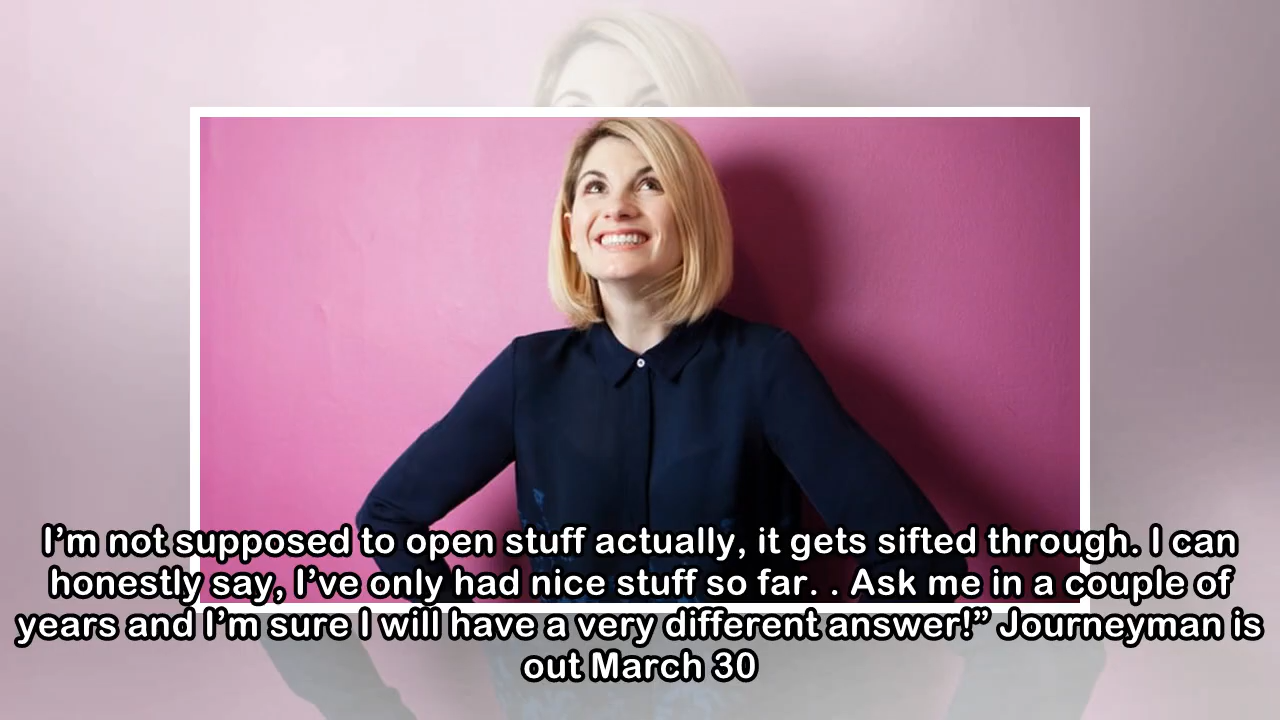 I’m not supposed to open stuff actually, it gets sifted through. I can
honestly say, I’ve only had nice stuff so far. . Ask me in a couple of
years and I’m sure I will have a very different answer!” Journeyman is
out March 30